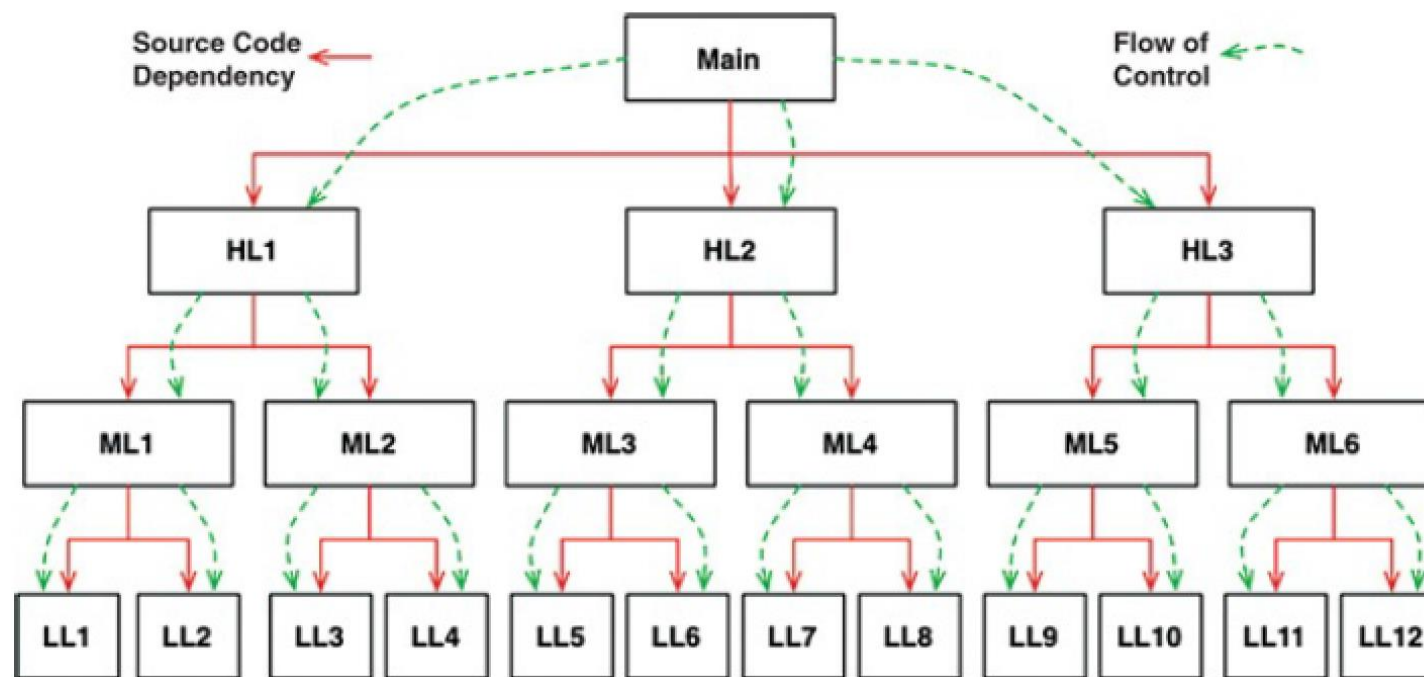 Source Code
Dependency
Main
Flow of
Control
HL1
HL2
HL3
ML1
ML2
ML3
ML4
ML5
ML6
LL1
LL2
LL3
LL4
LL5
LL6
LL7
LL8
LL9
LL10
LL11
LL12